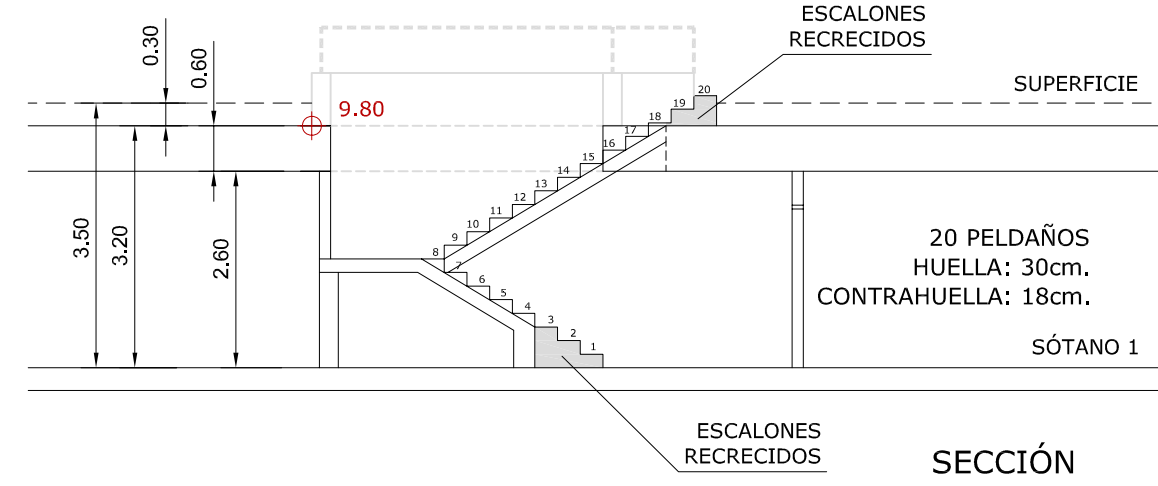 ESCALONES
RECRECIDOS
SUPERFICIE
0.30
0.60
9.80
3.50
3.20
2.60
20
19
18
17
16
15
14
13
12
11
10
9
8
7
6
5
4
3
2
1
20 PELDAÑOS
HUELLA: 30cm.
CONTRAHUELLA: 18cm.
SÓTANO 1
ESCALONES
RECRECIDOS
SECCIÓN